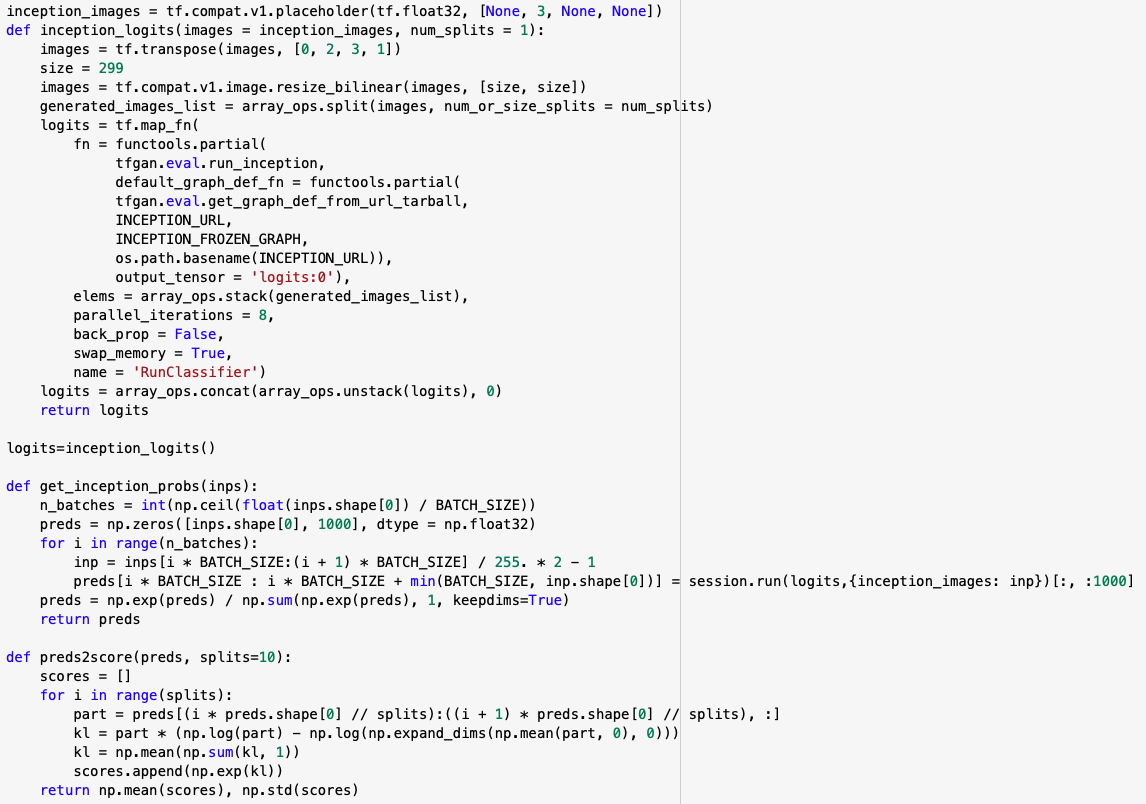 inception_images = tf.compat.v1.placeholder(tf.float32, [None, 3, None, None])
def inception_logits(images = inception_images, num_splits = 1):
    images = tf.transpose(images, [0, 2, 3, 1])
    size = 299
    images = tf.compat.v1.image.resize_bilinear(images, [size, size])
    generated_images_list = array_ops.split(images, num_or_size_splits = num_splits)
    logits = tf.map_fn(
        fn = functools.partial(
             tfgan.eval.run_inception,
             default_graph_def_fn = functools.partial(
             tfgan.eval.get_graph_def_from_url_tarball,
             INCEPTION_URL,
             INCEPTION_FROZEN_GRAPH,
             os.path.basename(INCEPTION_URL)),
             output_tensor = 'logits:0'),
        elems = array_ops.stack(generated_images_list),
        parallel_iterations = 8,
        back_prop = False,
        swap_memory = True,
        name = 'RunClassifier')
    logits = array_ops.concat(array_ops.unstack(logits), 0)
    return logits

logits=inception_logits()

def get_inception_probs(inps):
    n_batches = int(np.ceil(float(inps.shape[0]) / BATCH_SIZE))
    preds = np.zeros([inps.shape[0], 1000], dtype = np.float32)
    for i in range(n_batches):
        inp = inps[i * BATCH_SIZE:(i + 1) * BATCH_SIZE] / 255. * 2 - 1
        preds[i * BATCH_SIZE : i * BATCH_SIZE + min(BATCH_SIZE, inp.shape[0])] = session.run(logits,{inception_images: inp})[:, :1000]
    preds = np.exp(preds) / np.sum(np.exp(preds), 1, keepdims=True)
    return preds

def preds2score(preds, splits=10):
    scores = []
    for i in range(splits):
        part = preds[(i * preds.shape[0] // splits):((i + 1) * preds.shape[0] // splits), :]
        kl = part * (np.log(part) - np.log(np.expand_dims(np.mean(part, 0), 0)))
        kl = np.mean(np.sum(kl, 1))
        scores.append(np.exp(kl))
    return np.mean(scores), np.std(scores)